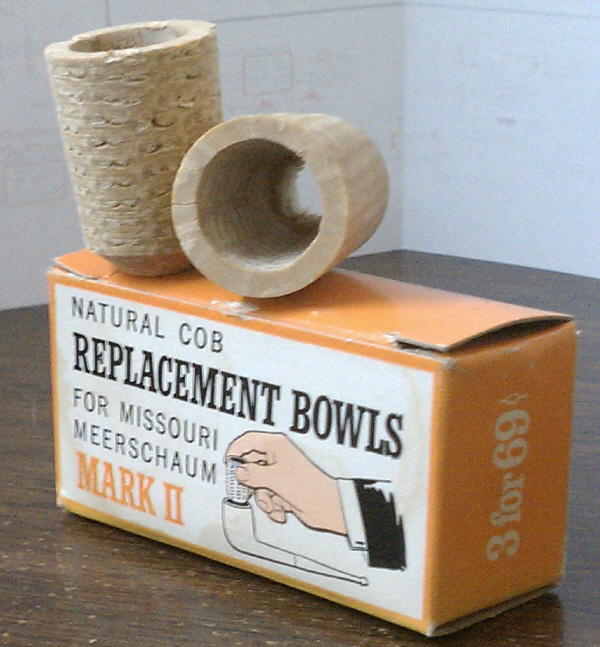 NATURAL COB
REPLACEMENT BOWLS
FOR MISSOURI
MEERSCHAUM
MARK II
3 for 69¢